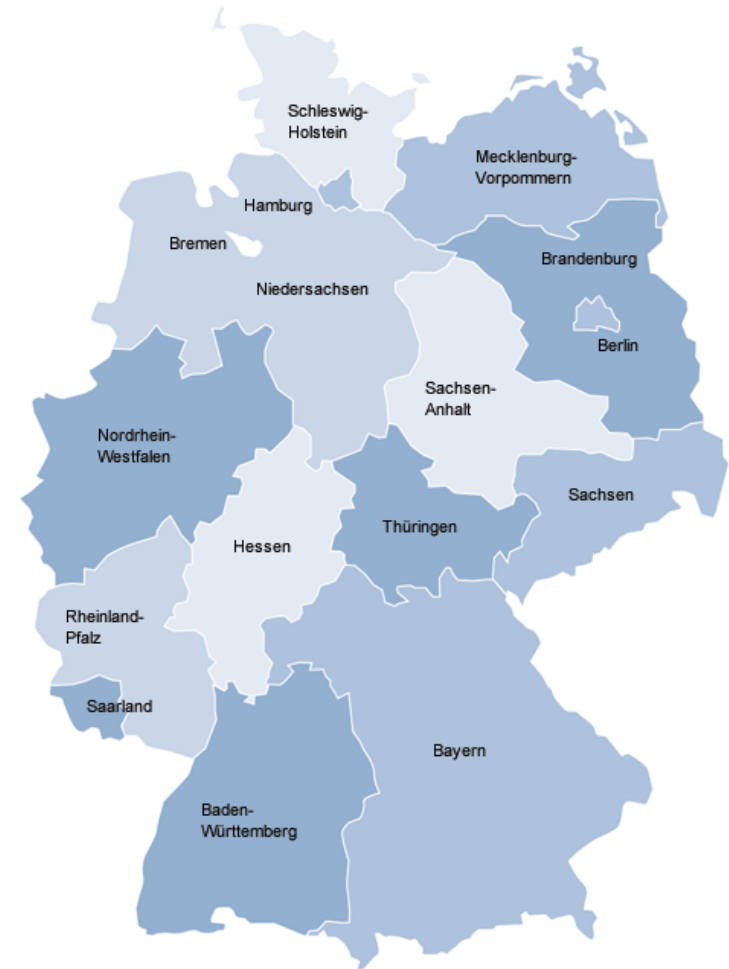 Schleswig-
Holstein
Mecklenburg-
Vorpommern
Hamburg
Bremen
Brandenburg
Niedersachsen
Berlin
Sachsen-
Anhalt
Nordrhein-
Westfalen
Sachsen
Thüringen
Hessen
Rheinland-
Pfalz
Saarland
Bayern
Baden-
Württemberg